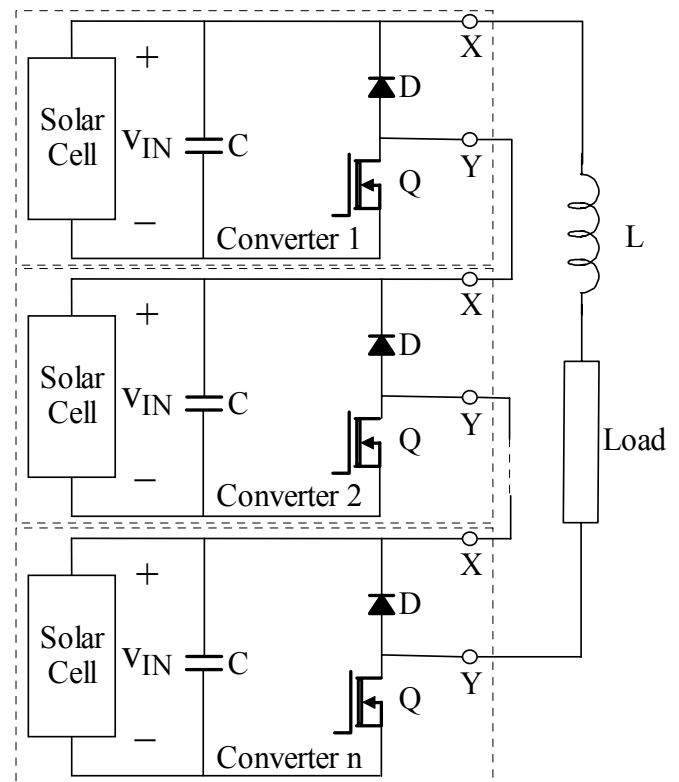 X
+
D
Solar
Cell
VIN
C
Y
Q
−
Converter 1
L
X
+
D
Solar
Cell
VIN
C
Y
Q
Load
−
Converter 2
X
+
D
Solar
Cell
VIN
C
Y
Q
−
Converter n